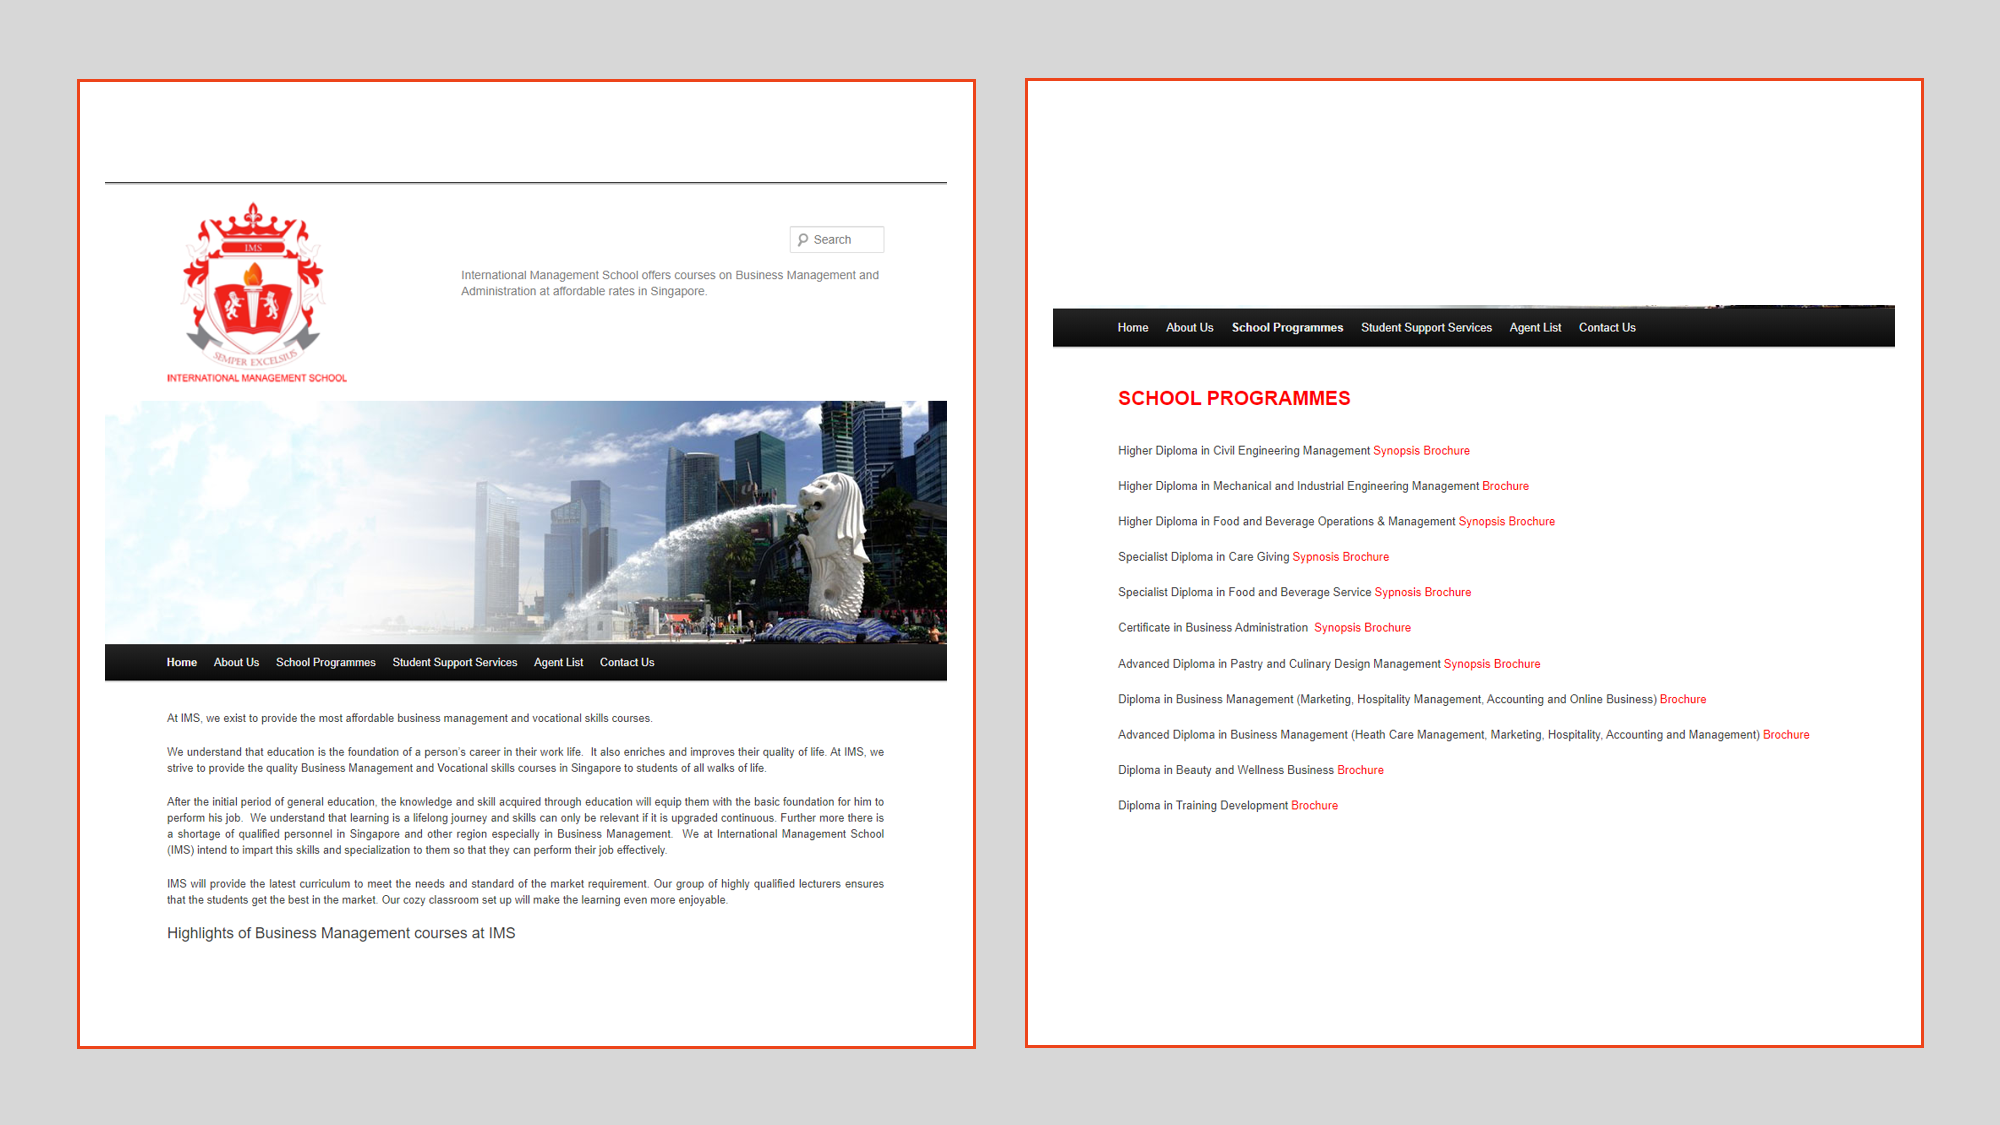 IMS
SEMPER EXCELSIUS
INTERNATIONAL MANAGEMENT SCHOOL
Search
International Management School offers courses on Business Management and
Administration at affordable rates in Singapore.
Home About Us School Programmes Student Support Services Agent List Contact Us
At IMS, we exist to provide the most affordable business management and vocational skills courses.
We understand that education is the foundation of a person's career in their work life. It also enriches and improves their quality of life. At IMS, we
strive to provide the quality Business Management and Vocational skills courses in Singapore to students of all walks of life.
After the initial period of general education, the knowledge and skill acquired through education will equip them with the basic foundation for him to
perform his job. We understand that learning is a lifelong journey and skills can only be relevant if it is upgraded continuous. Further more there is
a shortage of qualified personnel in Singapore and other region especially in Business Management. We at International Management School
(IMS) intend to impart this skills and specialization to them so that they can perform their job effectively.
IMS will provide the latest curriculum to meet the needs and standard of the market requirement. Our group of highly qualified lecturers ensures
that the students get the best in the market. Our cozy classroom set up will make the learning even more enjoyable.
Highlights of Business Management courses at IMS
Home About Us School Programmes Student Support Services Agent List Contact Us
SCHOOL PROGRAMMES
Higher Diploma in Civil Engineering Management Synopsis Brochure
Higher Diploma in Mechanical and Industrial Engineering Management Brochure
Higher Diploma in Food and Beverage Operations & Management Synopsis Brochure
Specialist Diploma in Care Giving Sypnosis Brochure
Specialist Diploma in Food and Beverage Service Sypnosis Brochure
Certificate in Business Administration Synopsis Brochure
Advanced Diploma in Pastry and Culinary Design Management Synopsis Brochure
Diploma in Business Management (Marketing, Hospitality Management, Accounting and Online Business) Brochure
Advanced Diploma in Business Management (Heath Care Management, Marketing, Hospitality, Accounting and Management) Brochure
Diploma in Beauty and Wellness Business Brochure
Diploma in Training Development Brochure